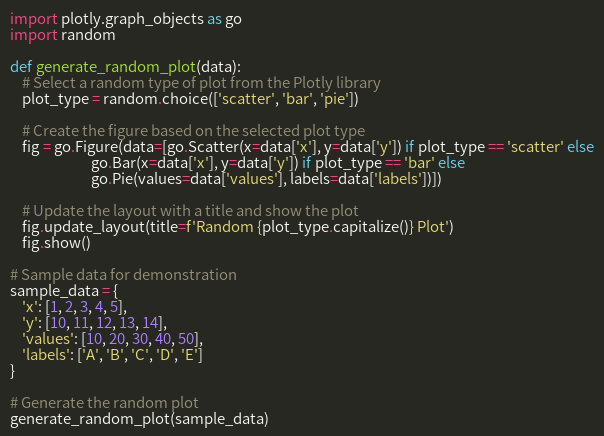 import plotly.graph_objects as go
import random

def generate_random_plot(data):
    # Select a random type of plot from the Plotly library
    plot_type = random.choice(['scatter', 'bar', 'pie'])

    # Create the figure based on the selected plot type
    fig = go.Figure(data=[go.Scatter(x=data['x'], y=data['y']) if plot_type == 'scatter' else
                          go.Bar(x=data['x'], y=data['y']) if plot_type == 'bar' else
                          go.Pie(values=data['values'], labels=data['labels'])])

    # Update the layout with a title and show the plot
    fig.update_layout(title=f'Random {plot_type.capitalize()} Plot')
    fig.show()

# Sample data for demonstration
sample_data = {
    'x': [1, 2, 3, 4, 5],
    'y': [10, 11, 12, 13, 14],
    'values': [10, 20, 30, 40, 50],
    'labels': ['A', 'B', 'C', 'D', 'E']
}

# Generate the random plot
generate_random_plot(sample_data)